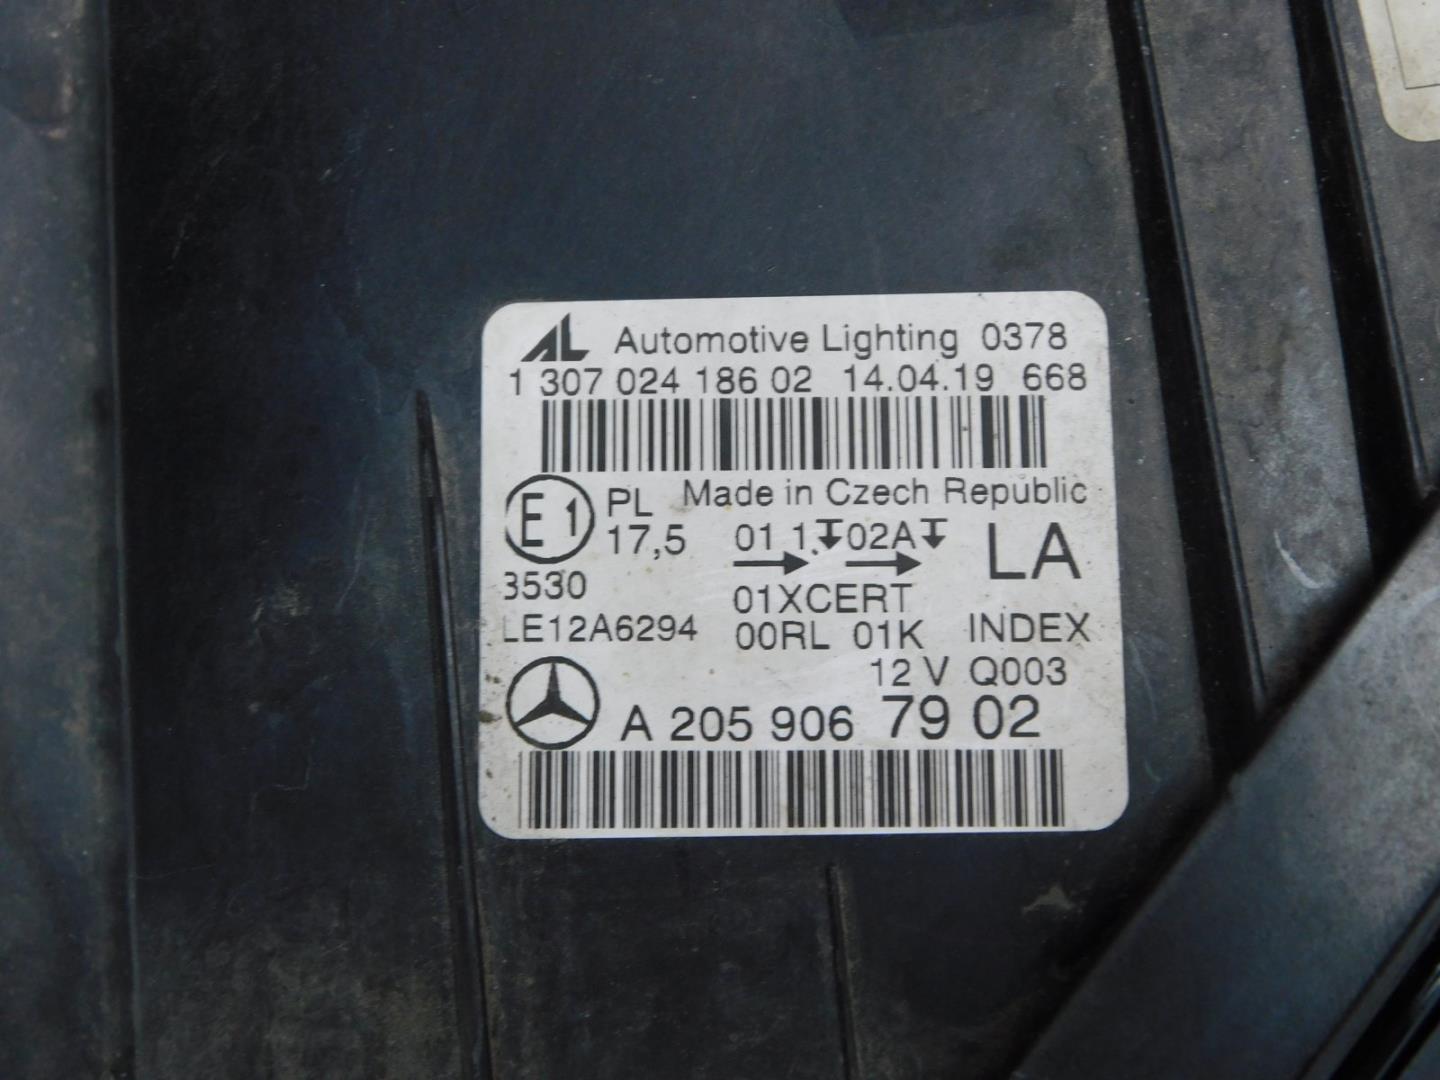 AL Automotive Lighting 0378
1 307 024 186 02 14.04.19 668
E1 PL Made in Czech Republic
17,5 01 1. 02A LA
3530 01XCERT
LE12A6294 00RL 01K INDEX
12 V Q003
A 205 906 79 02